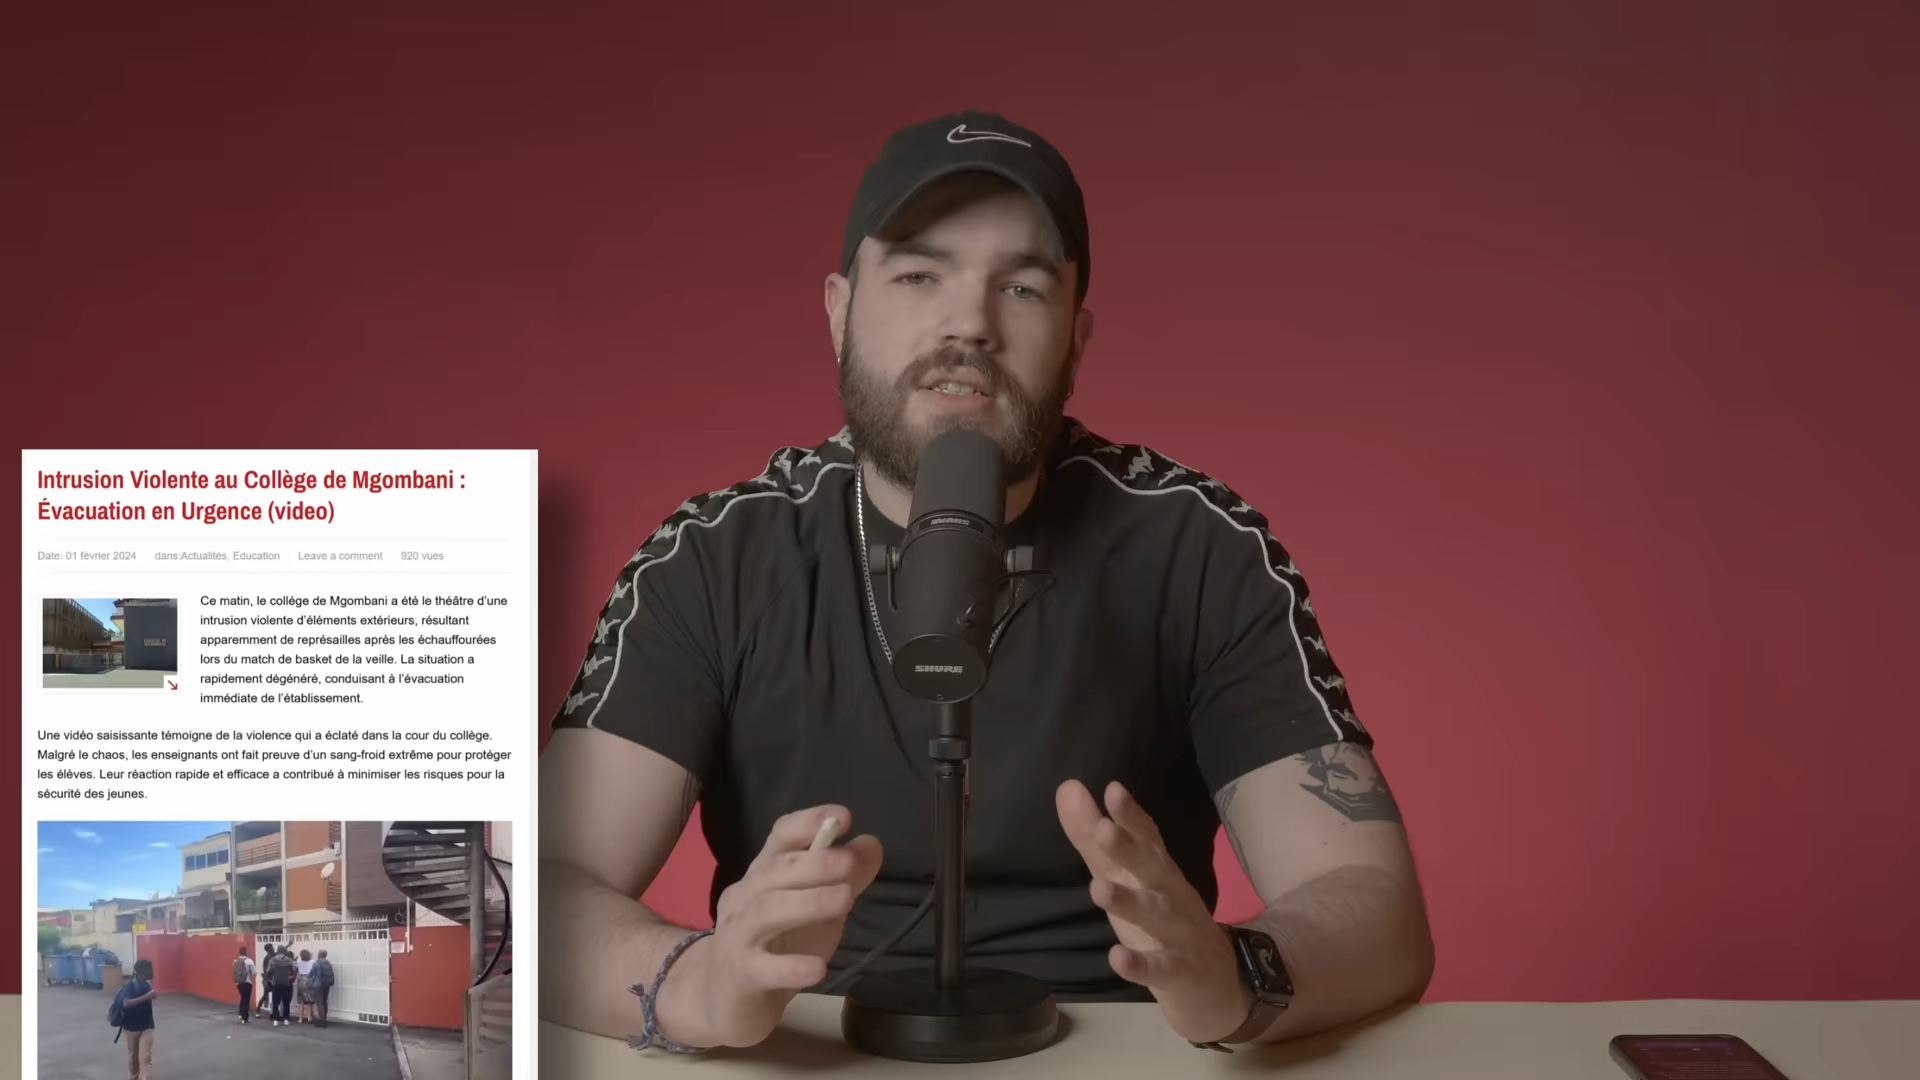 Intrusion Violente au Collège de Mgombani :
Évacuation en Urgence (video)
Date: 01 février 2024 dans:Actualités, Education Leave a comment 920 vues
Ce matin, le collège de Mgombani a été le théâtre d'une
intrusion violente d'éléments extérieurs, résultant
apparemment de représailles après les échauffourées
lors du match de basket de la veille. La situation a
rapidement dégénéré, conduisant à l'évacuation
immédiate de l'établissement.
Une vidéo saisissante témoigne de la violence qui a éclaté dans la cour du collège.
Malgré le chaos, les enseignants ont fait preuve d'un sang-froid extrême pour protéger
les élèves. Leur réaction rapide et efficace a contribué à minimiser les risques pour la
sécurité des jeunes.
SHURE
SHURE